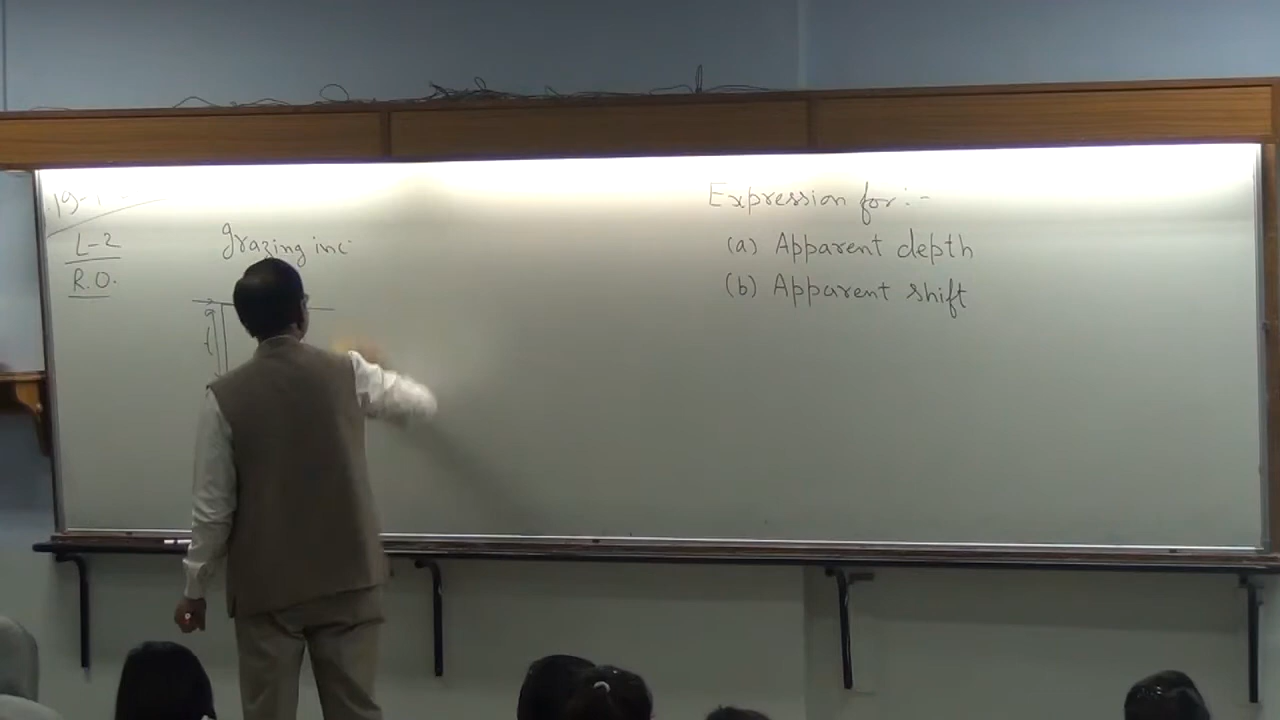 L-2
R.O.
grazing inc
Expression for:-
(a) Apparent depth
(b) Apparent shift